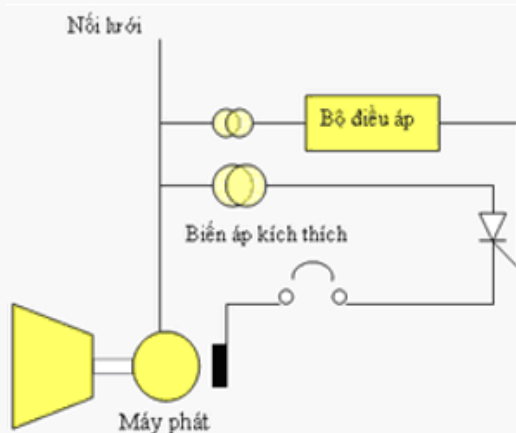 Nối lưới
Bộ điều áp
Biến áp kích thích
Máy phát